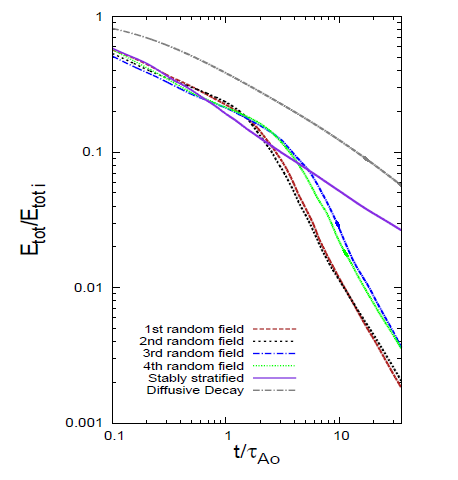 1
0.1
0.01
0.001
E_tot/E_tot i
1st random field
2nd random field
3rd random field
4th random field
Stably stratified
Diffusive Decay
0.1 1 10
t/τ_Ao